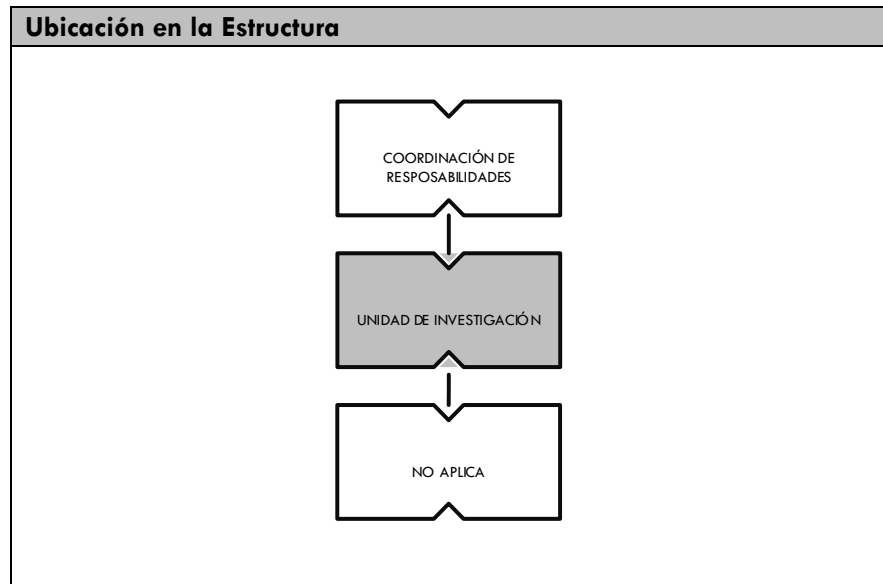 Ubicación en la Estructura
COORDINACIÓN DE
RESPOSABILIDADES
UNIDAD DE INVESTIGACIÓN
NO APLICA